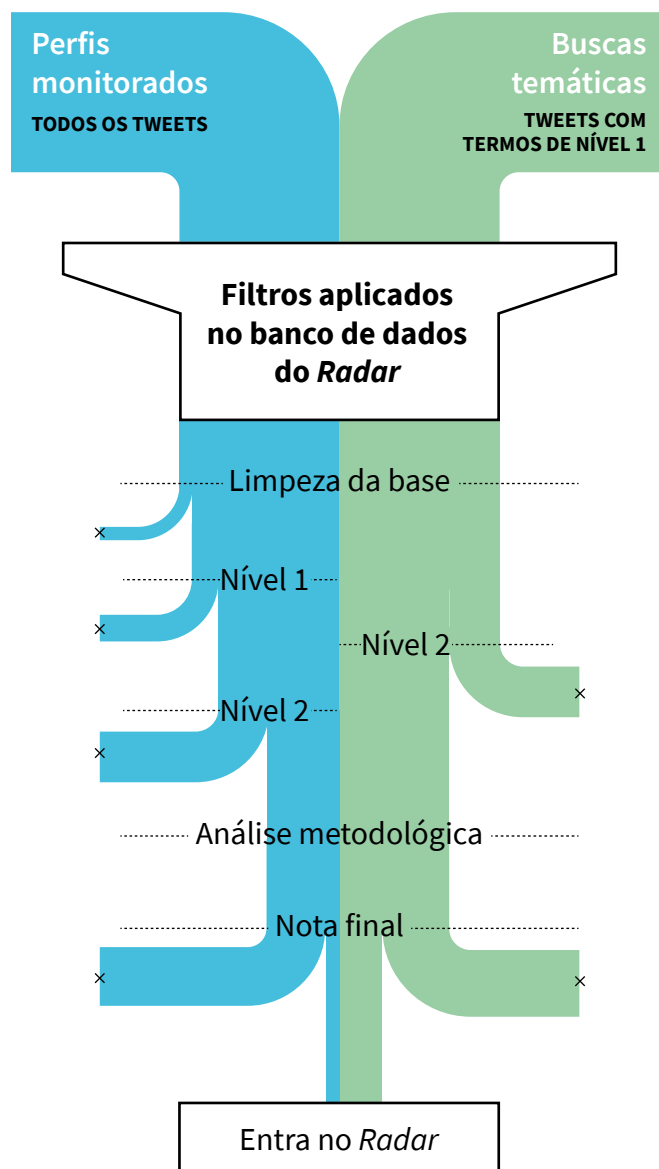 Perfis
monitorados
TODOS OS TWEETS
Buscas
temáticas
TWEETS COM
TERMOS DE NÍVEL 1
Filtros aplicados
no banco de dados
do Radar
Limpeza da base
Nível 1
Nível 2
Nível 2
Análise metodológica
Nota final
Entra no Radar